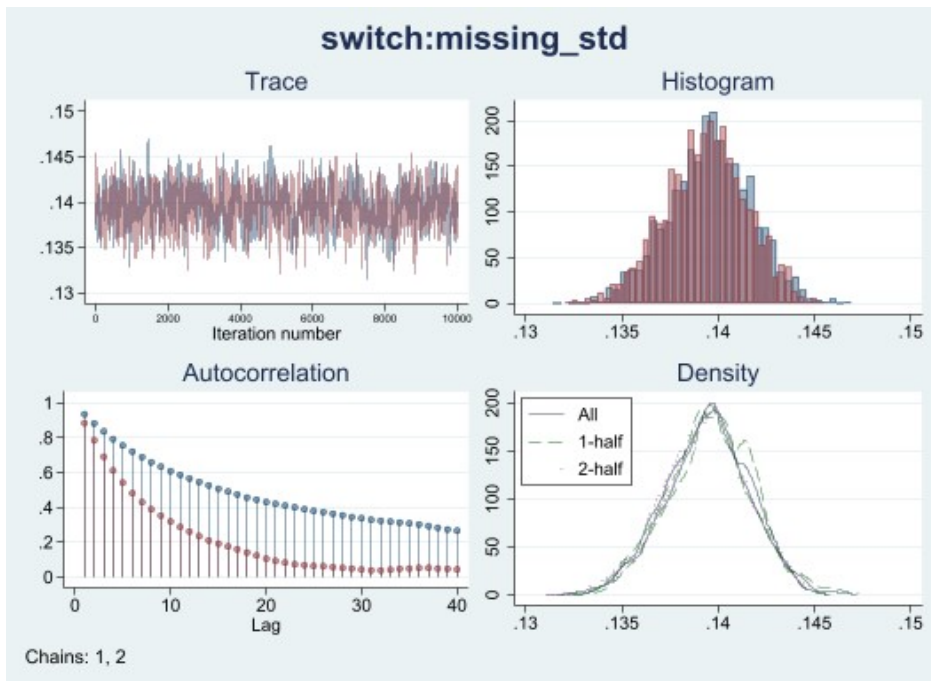 switch:missing_std
Trace
.15
.145
.14
.135
.13
0 2000 4000 6000 8000 10000
Iteration number
Histogram
200
150
100
50
0
.13 .135 .14 .145 .15
Autocorrelation
1
.8
.6
.4
.2
0
0 10 20 30 40
Lag
Density
All
1-half
2-half
200
150
100
50
0
.13 .135 .14 .145 .15
Chains: 1, 2